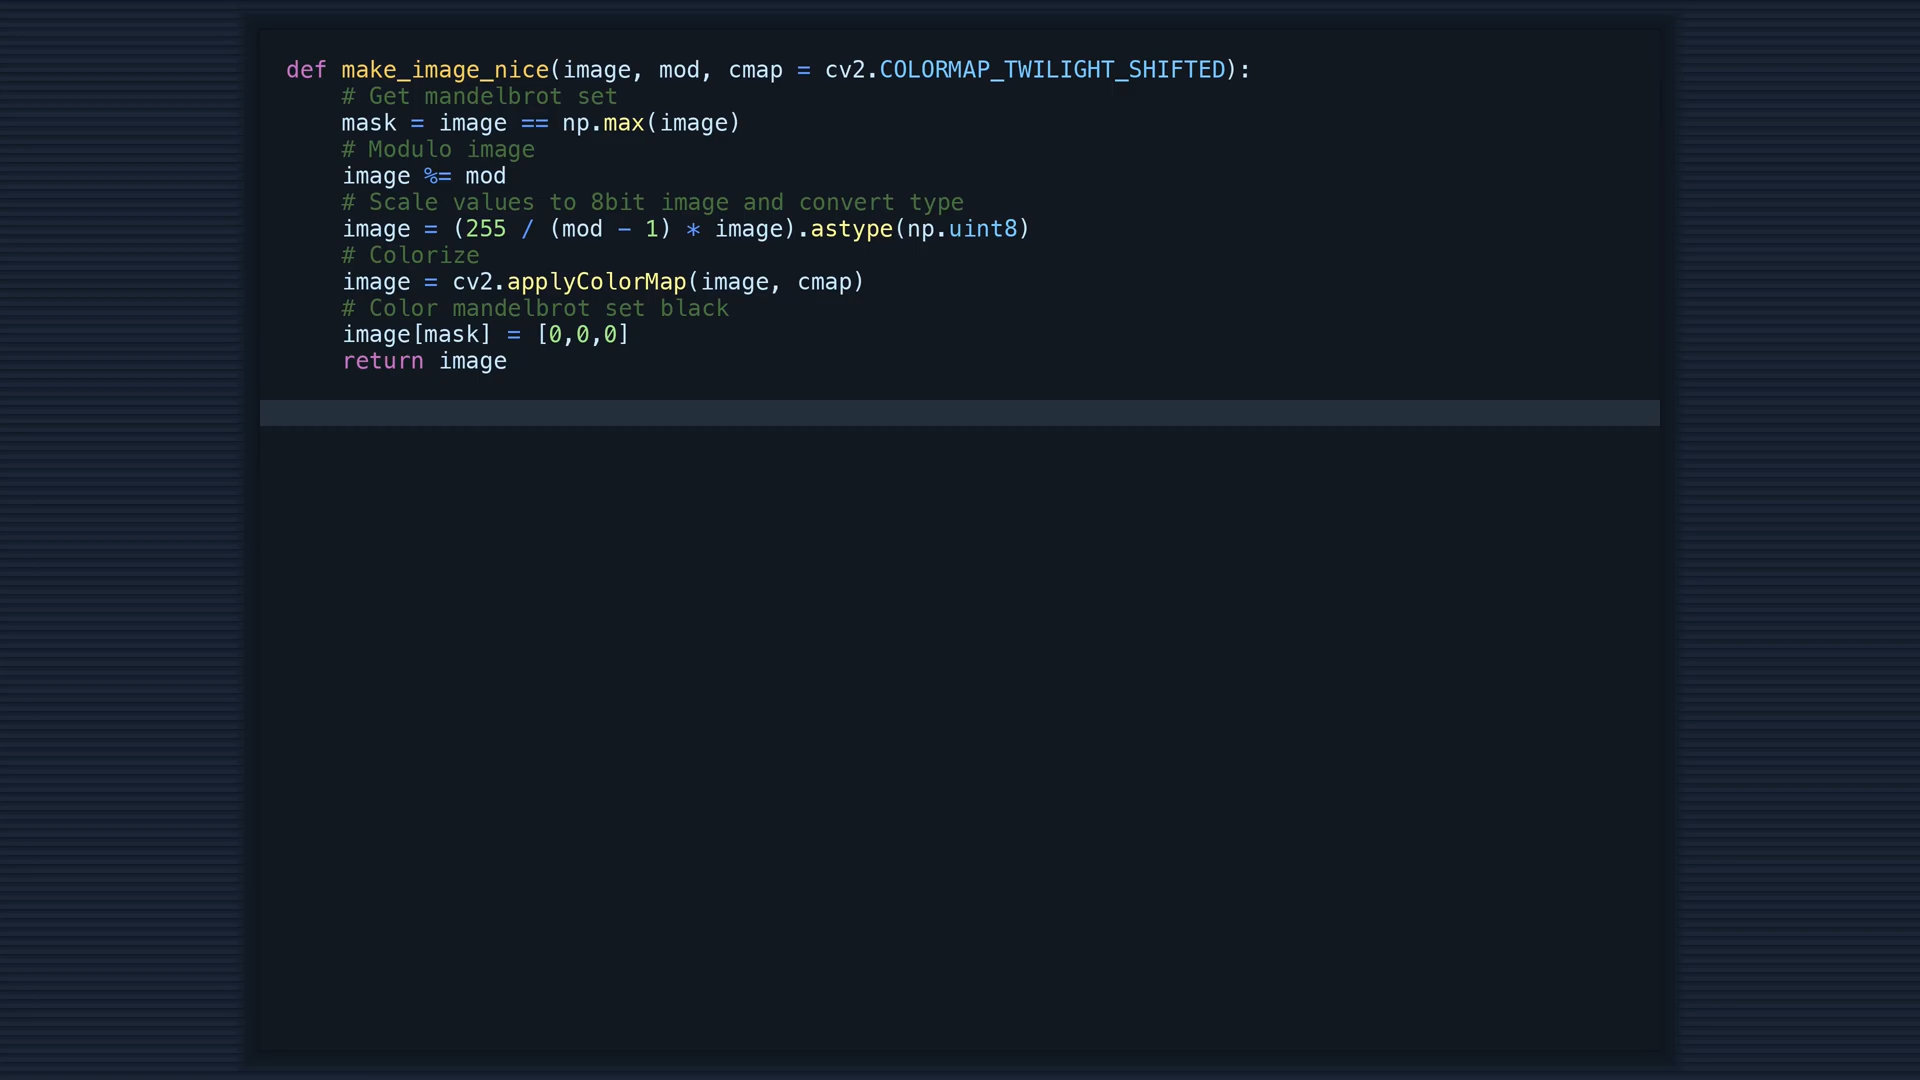 def make_image_nice(image, mod, cmap = cv2.COLORMAP_TWILIGHT_SHIFTED):
    # Get mandelbrot set
    mask = image == np.max(image)
    # Modulo image
    image %= mod
    # Scale values to 8bit image and convert type
    image = (255 / (mod - 1) * image).astype(np.uint8)
    # Colorize
    image = cv2.applyColorMap(image, cmap)
    # Color mandelbrot set black
    image[mask] = [0,0,0]
    return image